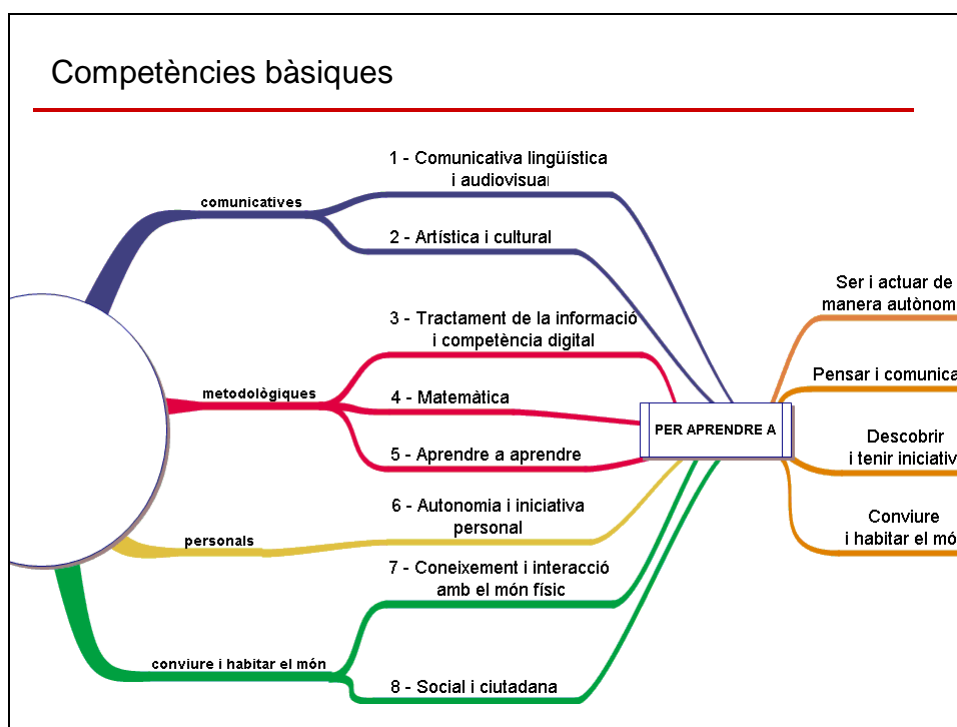 Competències bàsiques
comunicatives
1 - Comunicativa lingüística
i audiovisual
2 - Artística i cultural
metodològiques
3 - Tractament de la informació
i competència digital
4 - Matemàtica
5 - Aprendre a aprendre
personals
6 - Autonomia i iniciativa
personal
conviure i habitar el món
7 - Coneixement i interacció
amb el món físic
8 - Social i ciutadana
PER APRENDRE A
Ser i actuar de
manera autònom
Pensar i comunica
Descobrir
i tenir iniciativ
Conviure
i habitar el mó